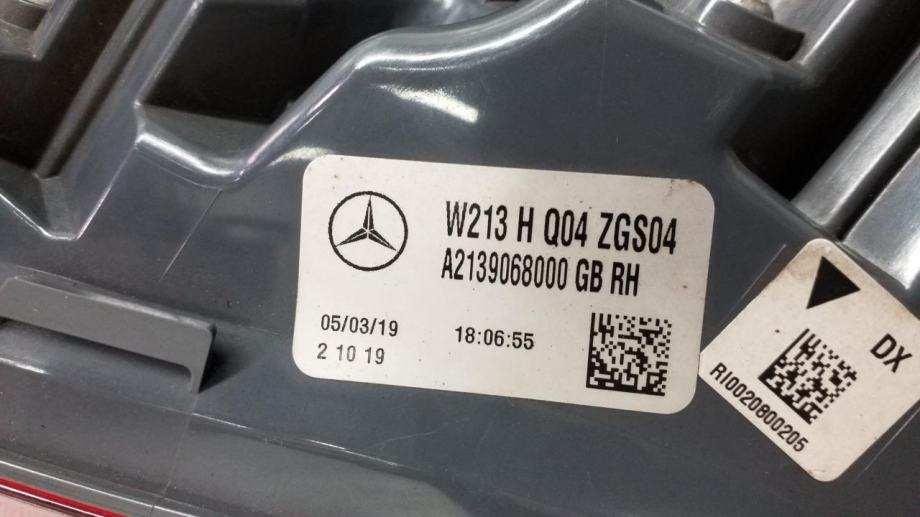 W213 H Q04 ZGS04
A2139068000 GB RH
05/03/19
18:06:55
2 10 19
DX
RI0020800205